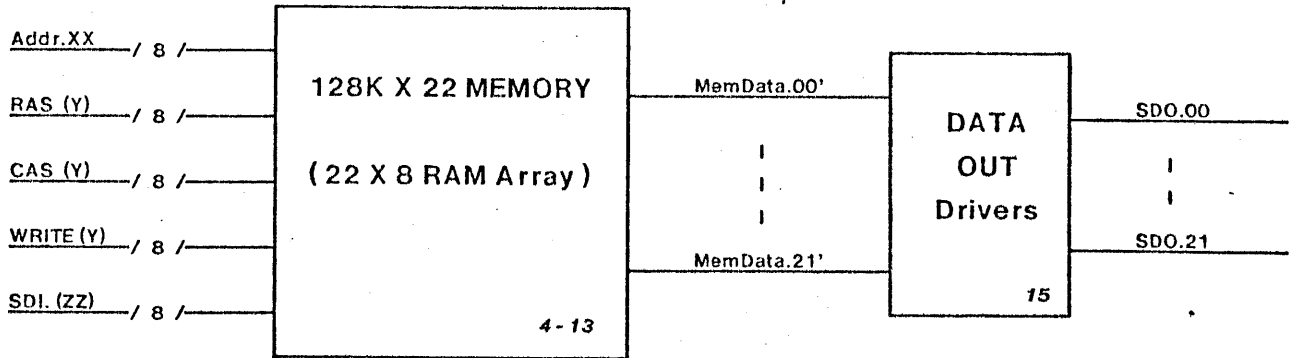 Addr.XX / 8 /
RAS (Y) / 8 /
CAS (Y) / 8 /
WRITE (Y) / 8 /
SDI. (ZZ) / 8 /
128K X 22 MEMORY
(22 X 8 RAM Array)
4-13
MemData.00'
MemData.21'
DATA
OUT
Drivers
15
SDO.00
SDO.21